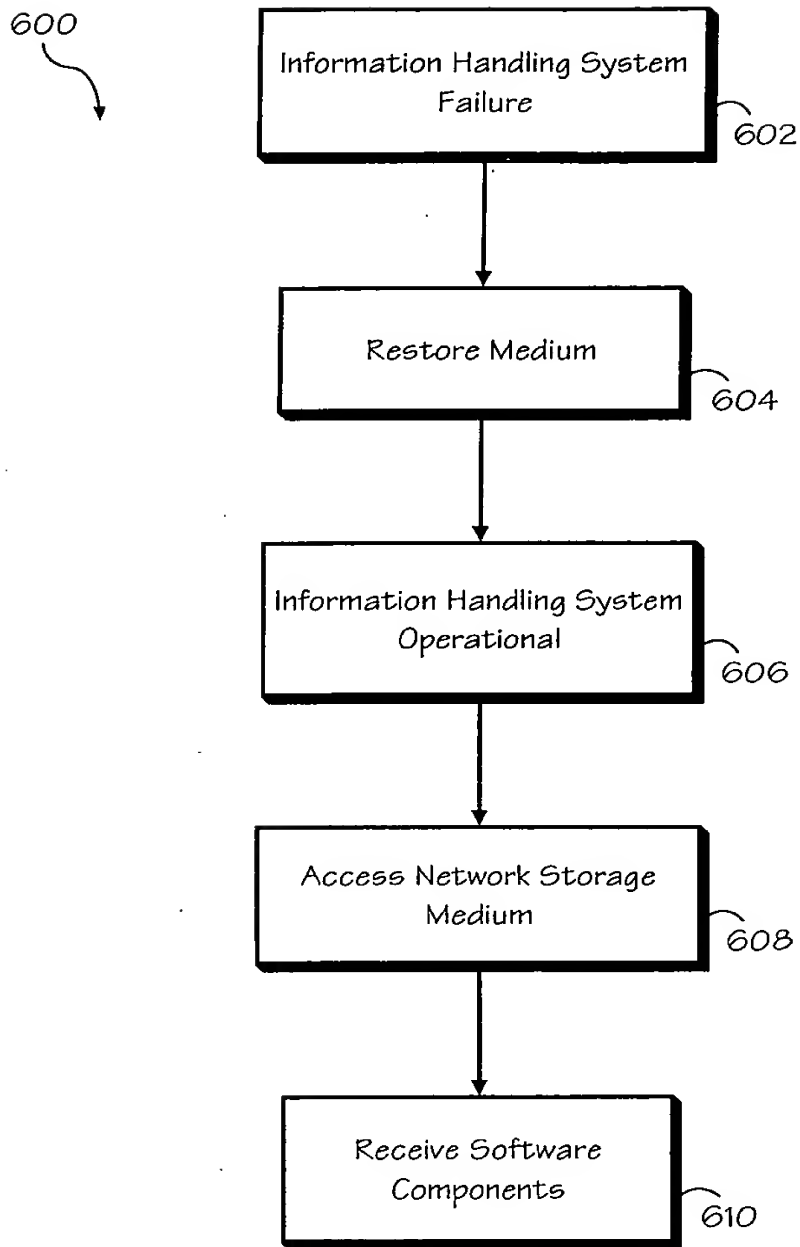 600
Information Handling System
Failure
602
Restore Medium
604
Information Handling System
Operational
606
Access Network Storage
Medium
608
Receive Software
Components
610